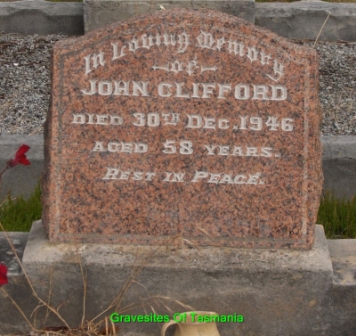 In Loving Memory
of
JOHN CLIFFORD
DIED 30TH DEC. 1946
AGED 58 YEARS.
REST IN PEACE.
Gravesites Of Tasmania